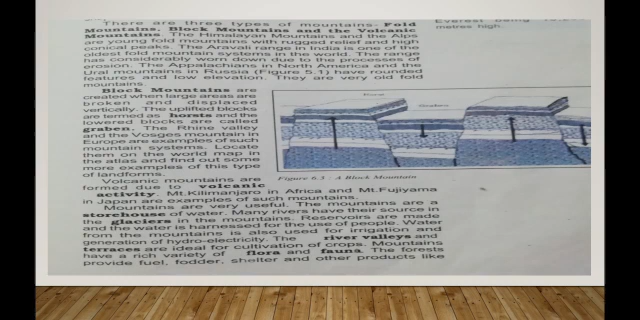 Everest being
metres high.
There are three types of mountains- Fold
Mountains, Block Mountains and the Volcanic
Mountains. The Himalayan Mountains and the Alps
are young fold mountains with rugged relief and high
conical peaks. The Aravali range in India is one of the
oldest fold mountain systems in the world. The range
has considerably worn down due to the processes of
erosion. The Appalachians in North America and the
Ural mountains in Russia (Figure 5.1) have rounded
features and low elevation. They are very old fold
mountains.
Block Mountains are
created when large areas are
broken and displaced
vertically. The uplifted blocks
are termed as horsts and the
lowered blocks are called
graben. The Rhine valley
and the Vosges mountain in
Europe are examples of such
mountain systems. Locate
them on the world map in
the atlas and find out some
more examples of this type
of landforms.
Horst
Graben
Figure 6.3 : A Block Mountain
Volcanic mountains are
formed due to volcanic
activity. Mt.Kilimanjaro in Africa and Mt.Fujiyama
in Japan are examples of such mountains.
Mountains are very useful. The mountains are a
storehouse of water. Many rivers have their source in
the glaciers in the mountains. Reservoirs are made
and the water is harnessed for the use of people. Water
from the mountains is also used for irrigation and
generation of hydro-electricity. The river valleys and
terraces are ideal for cultivation of crops. Mountains
have a rich variety of flora and fauna. The forests
provide fuel, fodder, shelter and other products like